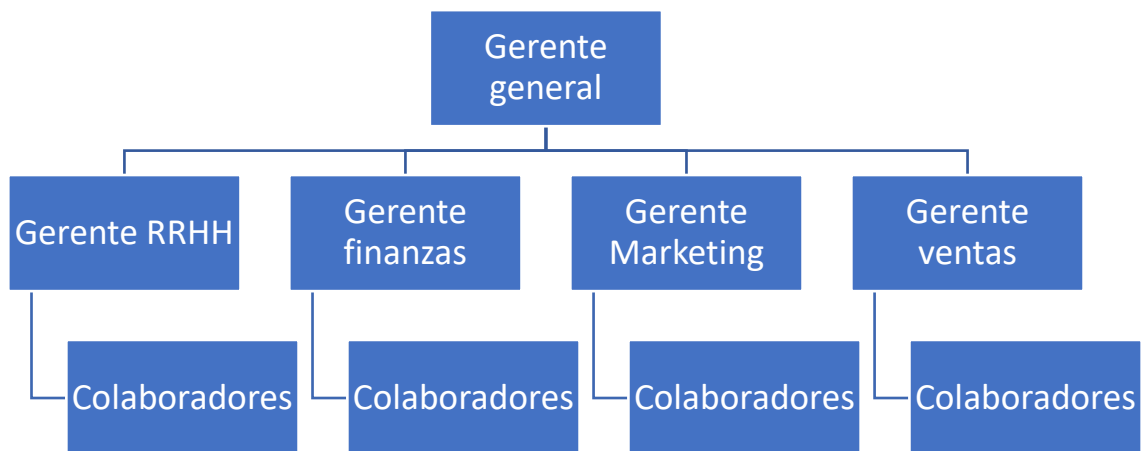 Gerente
general
Gerente RRHH
Gerente
finanzas
Gerente
Marketing
Gerente
ventas
Colaboradores
Colaboradores
Colaboradores
Colaboradores